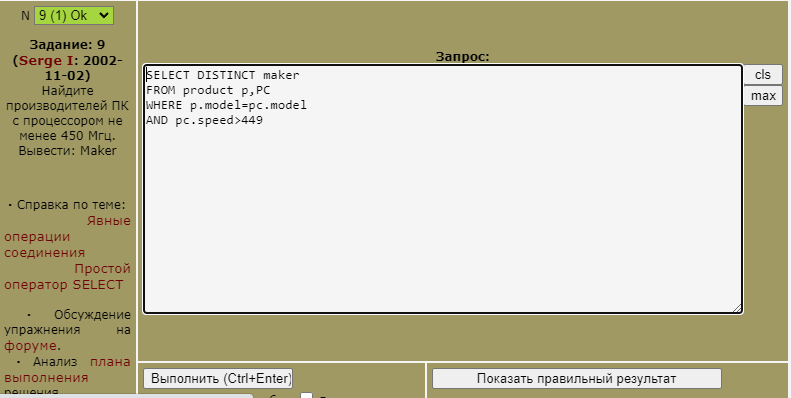 N 9 (1) Ok
Задание: 9
(Serge I: 2002-
11-02)
Найдите
производителей ПК
с процессором не
менее 450 Мгц.
Вывести: Maker
· Справка по теме:
Явные
операции
соединения
Простой
оператор SELECT
· Обсуждение
упражнения на
форуме.
· Анализ плана
выполнения
решения
Запрос:
SELECT DISTINCT maker
FROM product p,PC
WHERE p.model=pc.model
AND pc.speed>449
cls
max
Выполнить (Ctrl+Enter)
Показать правильный результат